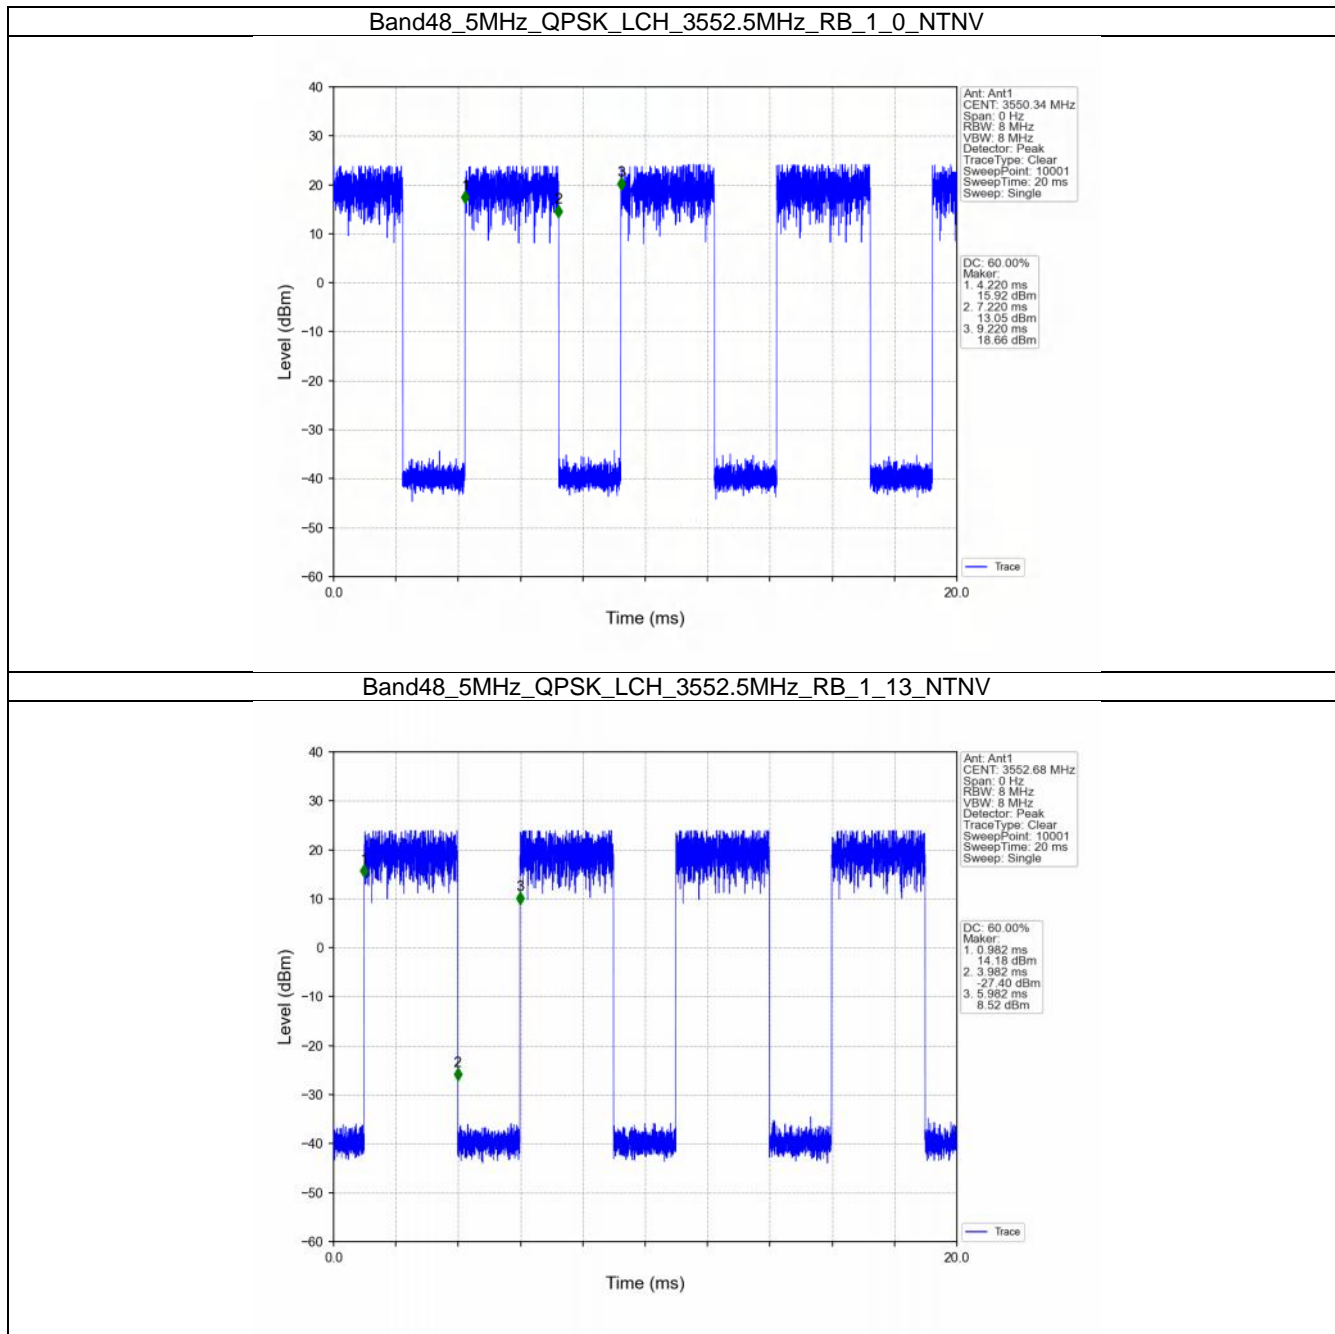 Band48_5MHz_QPSK_LCH_3552.5MHz_RB_1_0_NTNV
40
30
20
10
0
−10
−20
−30
−40
−50
−60
Level (dBm)
1
2
3
0.0
20.0
Time (ms)
Ant: Ant1
CENT: 3550.34 MHz
Span: 0 Hz
RBW: 8 MHz
VBW: 8 MHz
Detector: Peak
TraceType: Clear
SweepPoint: 10001
SweepTime: 20 ms
Sweep: Single
DC: 60.00%
Maker:
1. 4.220 ms
15.92 dBm
2. 7.220 ms
13.05 dBm
3. 9.220 ms
18.66 dBm
Trace
Band48_5MHz_QPSK_LCH_3552.5MHz_RB_1_13_NTNV
40
30
20
10
0
−10
−20
−30
−40
−50
−60
Level (dBm)
1
2
3
0.0
20.0
Time (ms)
Ant: Ant1
CENT: 3552.68 MHz
Span: 0 Hz
RBW: 8 MHz
VBW: 8 MHz
Detector: Peak
TraceType: Clear
SweepPoint: 10001
SweepTime: 20 ms
Sweep: Single
DC: 60.00%
Maker:
1. 0.982 ms
14.18 dBm
2. 3.982 ms
-27.40 dBm
3. 5.982 ms
8.52 dBm
Trace